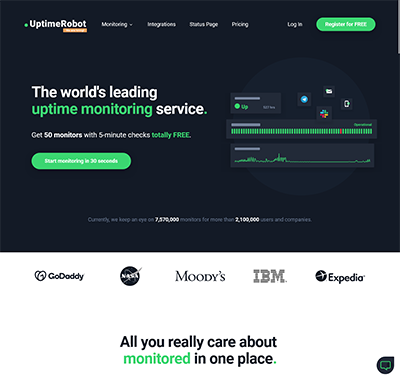 UptimeRobot
Monitoring
Integrations
Status Page
Pricing
Log In
Register for FREE
The world's leading
uptime monitoring service.
Get 50 monitors with 5-minute checks totally FREE.
Start monitoring in 30 seconds
Up
Operational
Currently, we keep an eye on 7,570,000 monitors for more than 2,100,000 users and companies.
GoDaddy
NASA
MOODY'S
IBM
Expedia
All you really care about
monitored in one place.